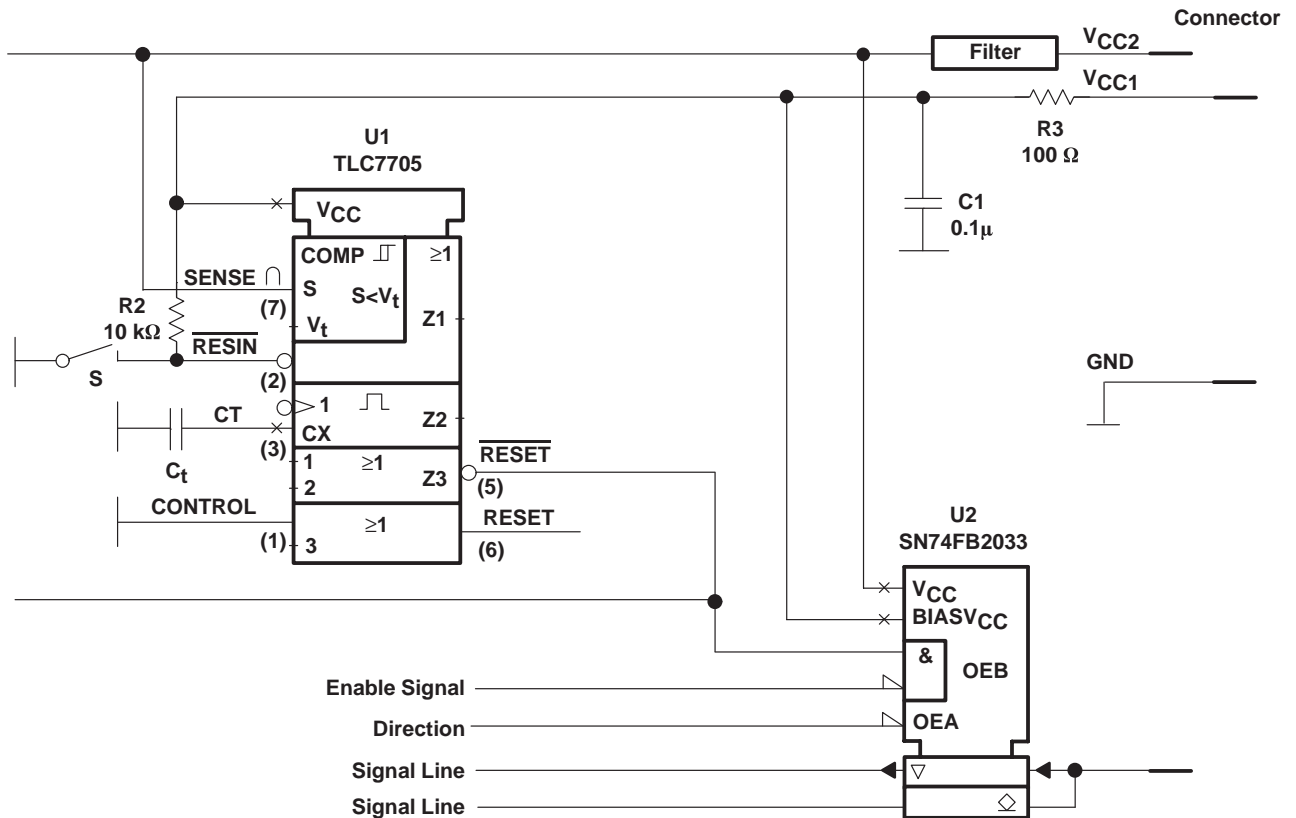 Connector
Filter
VCC2
VCC1
R3
100 Ω
C1
0.1μ
U1
TLC7705
VCC
COMP
≥1
SENSE
S
S<Vt
(7)
Vt
Z1
R2
10 kΩ
RESIN
(2)
S
GND
1
CT
CX
Z2
(3)
Ct
1
≥1
2
Z3
RESET
(5)
CONTROL
≥1
RESET
(1)
3
(6)
U2
SN74FB2033
VCC
BIASVCC
&
OEB
Enable Signal
Direction
OEA
Signal Line
Signal Line